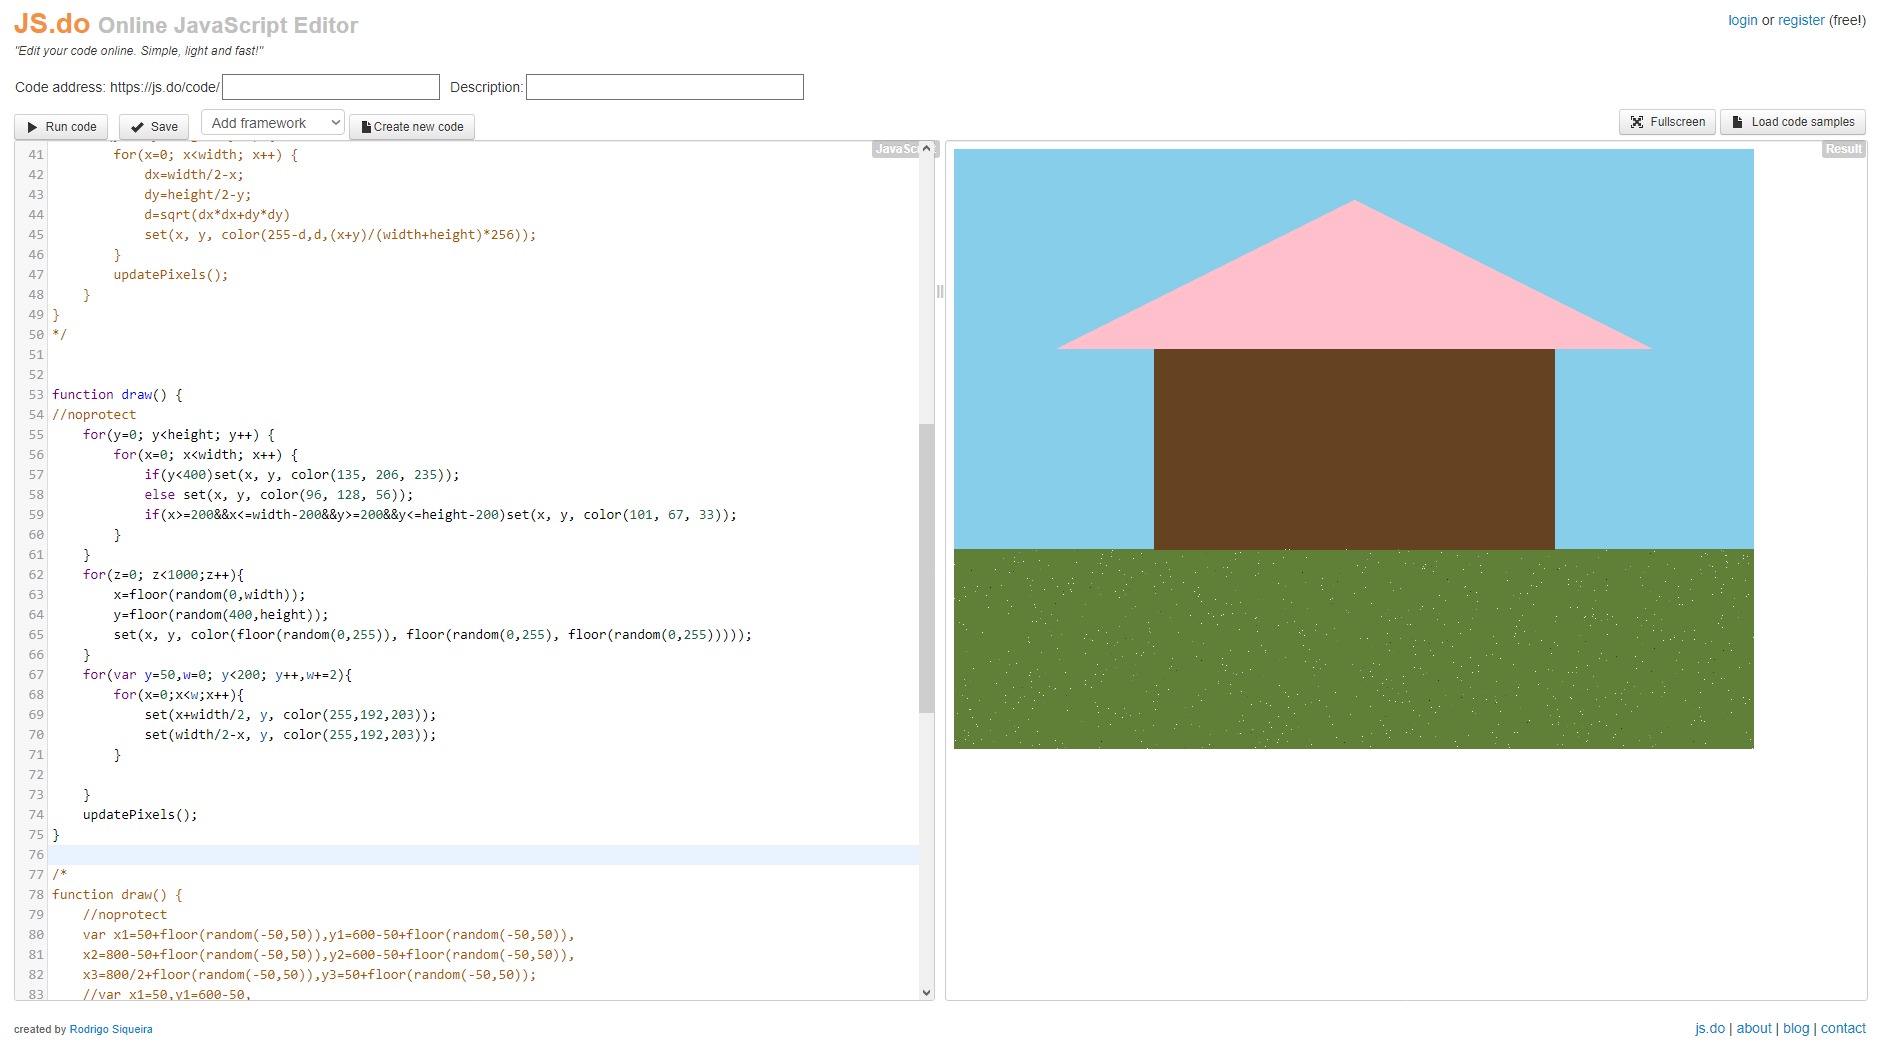 JS.do Online JavaScript Editor
login or register (free!)
"Edit your code online. Simple, light and fast!"
Code address: https://js.do/code/ Description:
Run code Save Add framework Create new code Fullscreen Load code samples
JavaSc
Result
41 for(x=0; x<width; x++) {
42 dx=width/2-x;
43 dy=height/2-y;
44 d=sqrt(dx*dx+dy*dy)
45 set(x, y, color(255-d,d,(x+y)/(width+height)*256));
46 }
47 updatePixels();
48 }
49 }
50 */
51
52
53 function draw() {
54 //noprotect
55 for(y=0; y<height; y++) {
56 for(x=0; x<width; x++) {
57 if(y<400)set(x, y, color(135, 206, 235));
58 else set(x, y, color(96, 128, 56));
59 if(x>=200&&x<=width-200&&y>=200&&y<=height-200)set(x, y, color(101, 67, 33));
60 }
61 }
62 for(z=0; z<1000;z++){
63 x=floor(random(0,width));
64 y=floor(random(400,height));
65 set(x, y, color(floor(random(0,255)), floor(random(0,255), floor(random(0,255)))));
66 }
67 for(var y=50,w=0; y<200; y++,w+=2){
68 for(x=0;x<w;x++){
69 set(x+width/2, y, color(255,192,203));
70 set(width/2-x, y, color(255,192,203));
71 }
72
73 }
74 updatePixels();
75 }
76
77 /*
78 function draw() {
79 //noprotect
80 var x1=50+floor(random(-50,50)),y1=600-50+floor(random(-50,50)),
81 x2=800-50+floor(random(-50,50)),y2=600-50+floor(random(-50,50)),
82 x3=800/2+floor(random(-50,50)),y3=50+floor(random(-50,50));
83 //var x1=50,y1=600-50,
created by Rodrigo Siqueira
js.do | about | blog | contact